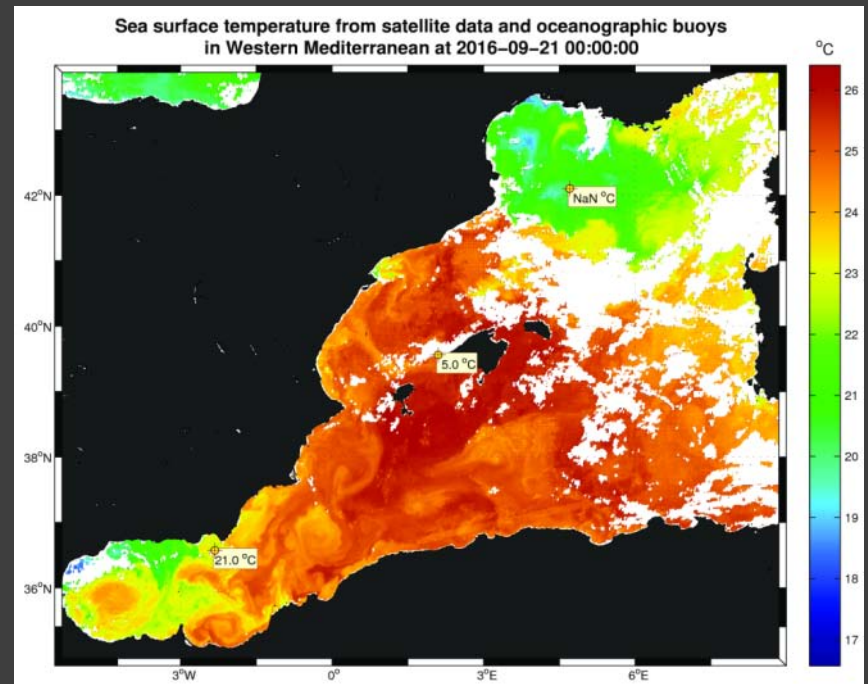 Sea surface temperature from satellite data and oceanographic buoys
in Western Mediterranean at 2016−09−21 00:00:00
°C
26
25
24
23
22
21
20
19
18
17
42°N
40°N
38°N
36°N
NaN °C
5.0 °C
21.0 °C
3°W
0°
3°E
6°E